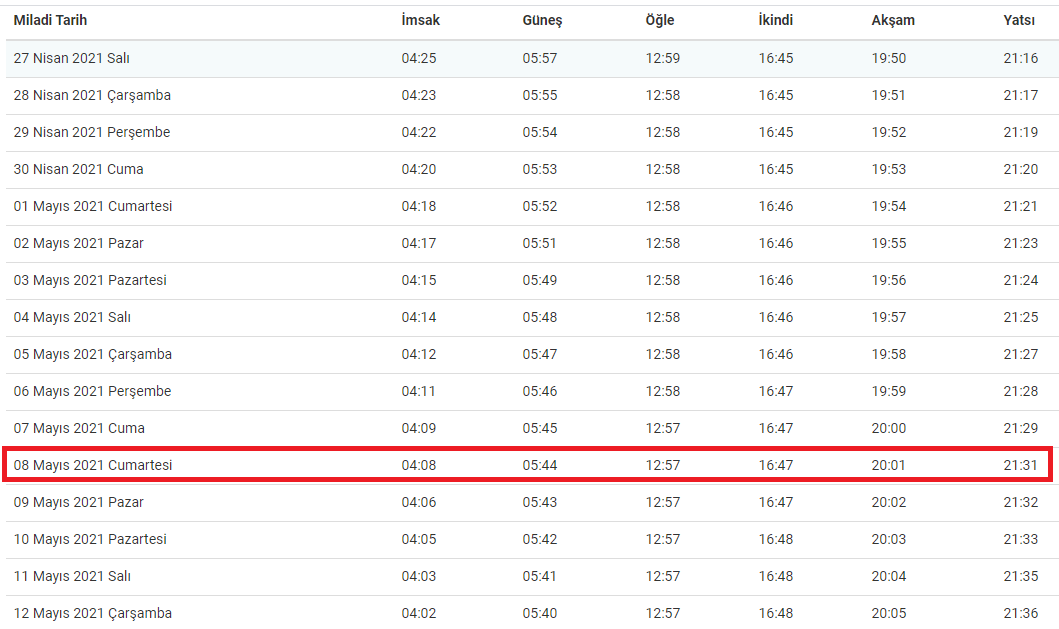 Miladi Tarih İmsak Güneş Öğle İkindi Akşam Yatsı
27 Nisan 2021 Salı 04:25 05:57 12:59 16:45 19:50 21:16
28 Nisan 2021 Çarşamba 04:23 05:55 12:58 16:45 19:51 21:17
29 Nisan 2021 Perşembe 04:22 05:54 12:58 16:45 19:52 21:19
30 Nisan 2021 Cuma 04:20 05:53 12:58 16:45 19:53 21:20
01 Mayıs 2021 Cumartesi 04:18 05:52 12:58 16:46 19:54 21:21
02 Mayıs 2021 Pazar 04:17 05:51 12:58 16:46 19:55 21:23
03 Mayıs 2021 Pazartesi 04:15 05:49 12:58 16:46 19:56 21:24
04 Mayıs 2021 Salı 04:14 05:48 12:58 16:46 19:57 21:25
05 Mayıs 2021 Çarşamba 04:12 05:47 12:58 16:46 19:58 21:27
06 Mayıs 2021 Perşembe 04:11 05:46 12:58 16:47 19:59 21:28
07 Mayıs 2021 Cuma 04:09 05:45 12:57 16:47 20:00 21:29
08 Mayıs 2021 Cumartesi 04:08 05:44 12:57 16:47 20:01 21:31
09 Mayıs 2021 Pazar 04:06 05:43 12:57 16:47 20:02 21:32
10 Mayıs 2021 Pazartesi 04:05 05:42 12:57 16:48 20:03 21:33
11 Mayıs 2021 Salı 04:03 05:41 12:57 16:48 20:04 21:35
12 Mayıs 2021 Çarşamba 04:02 05:40 12:57 16:48 20:05 21:36